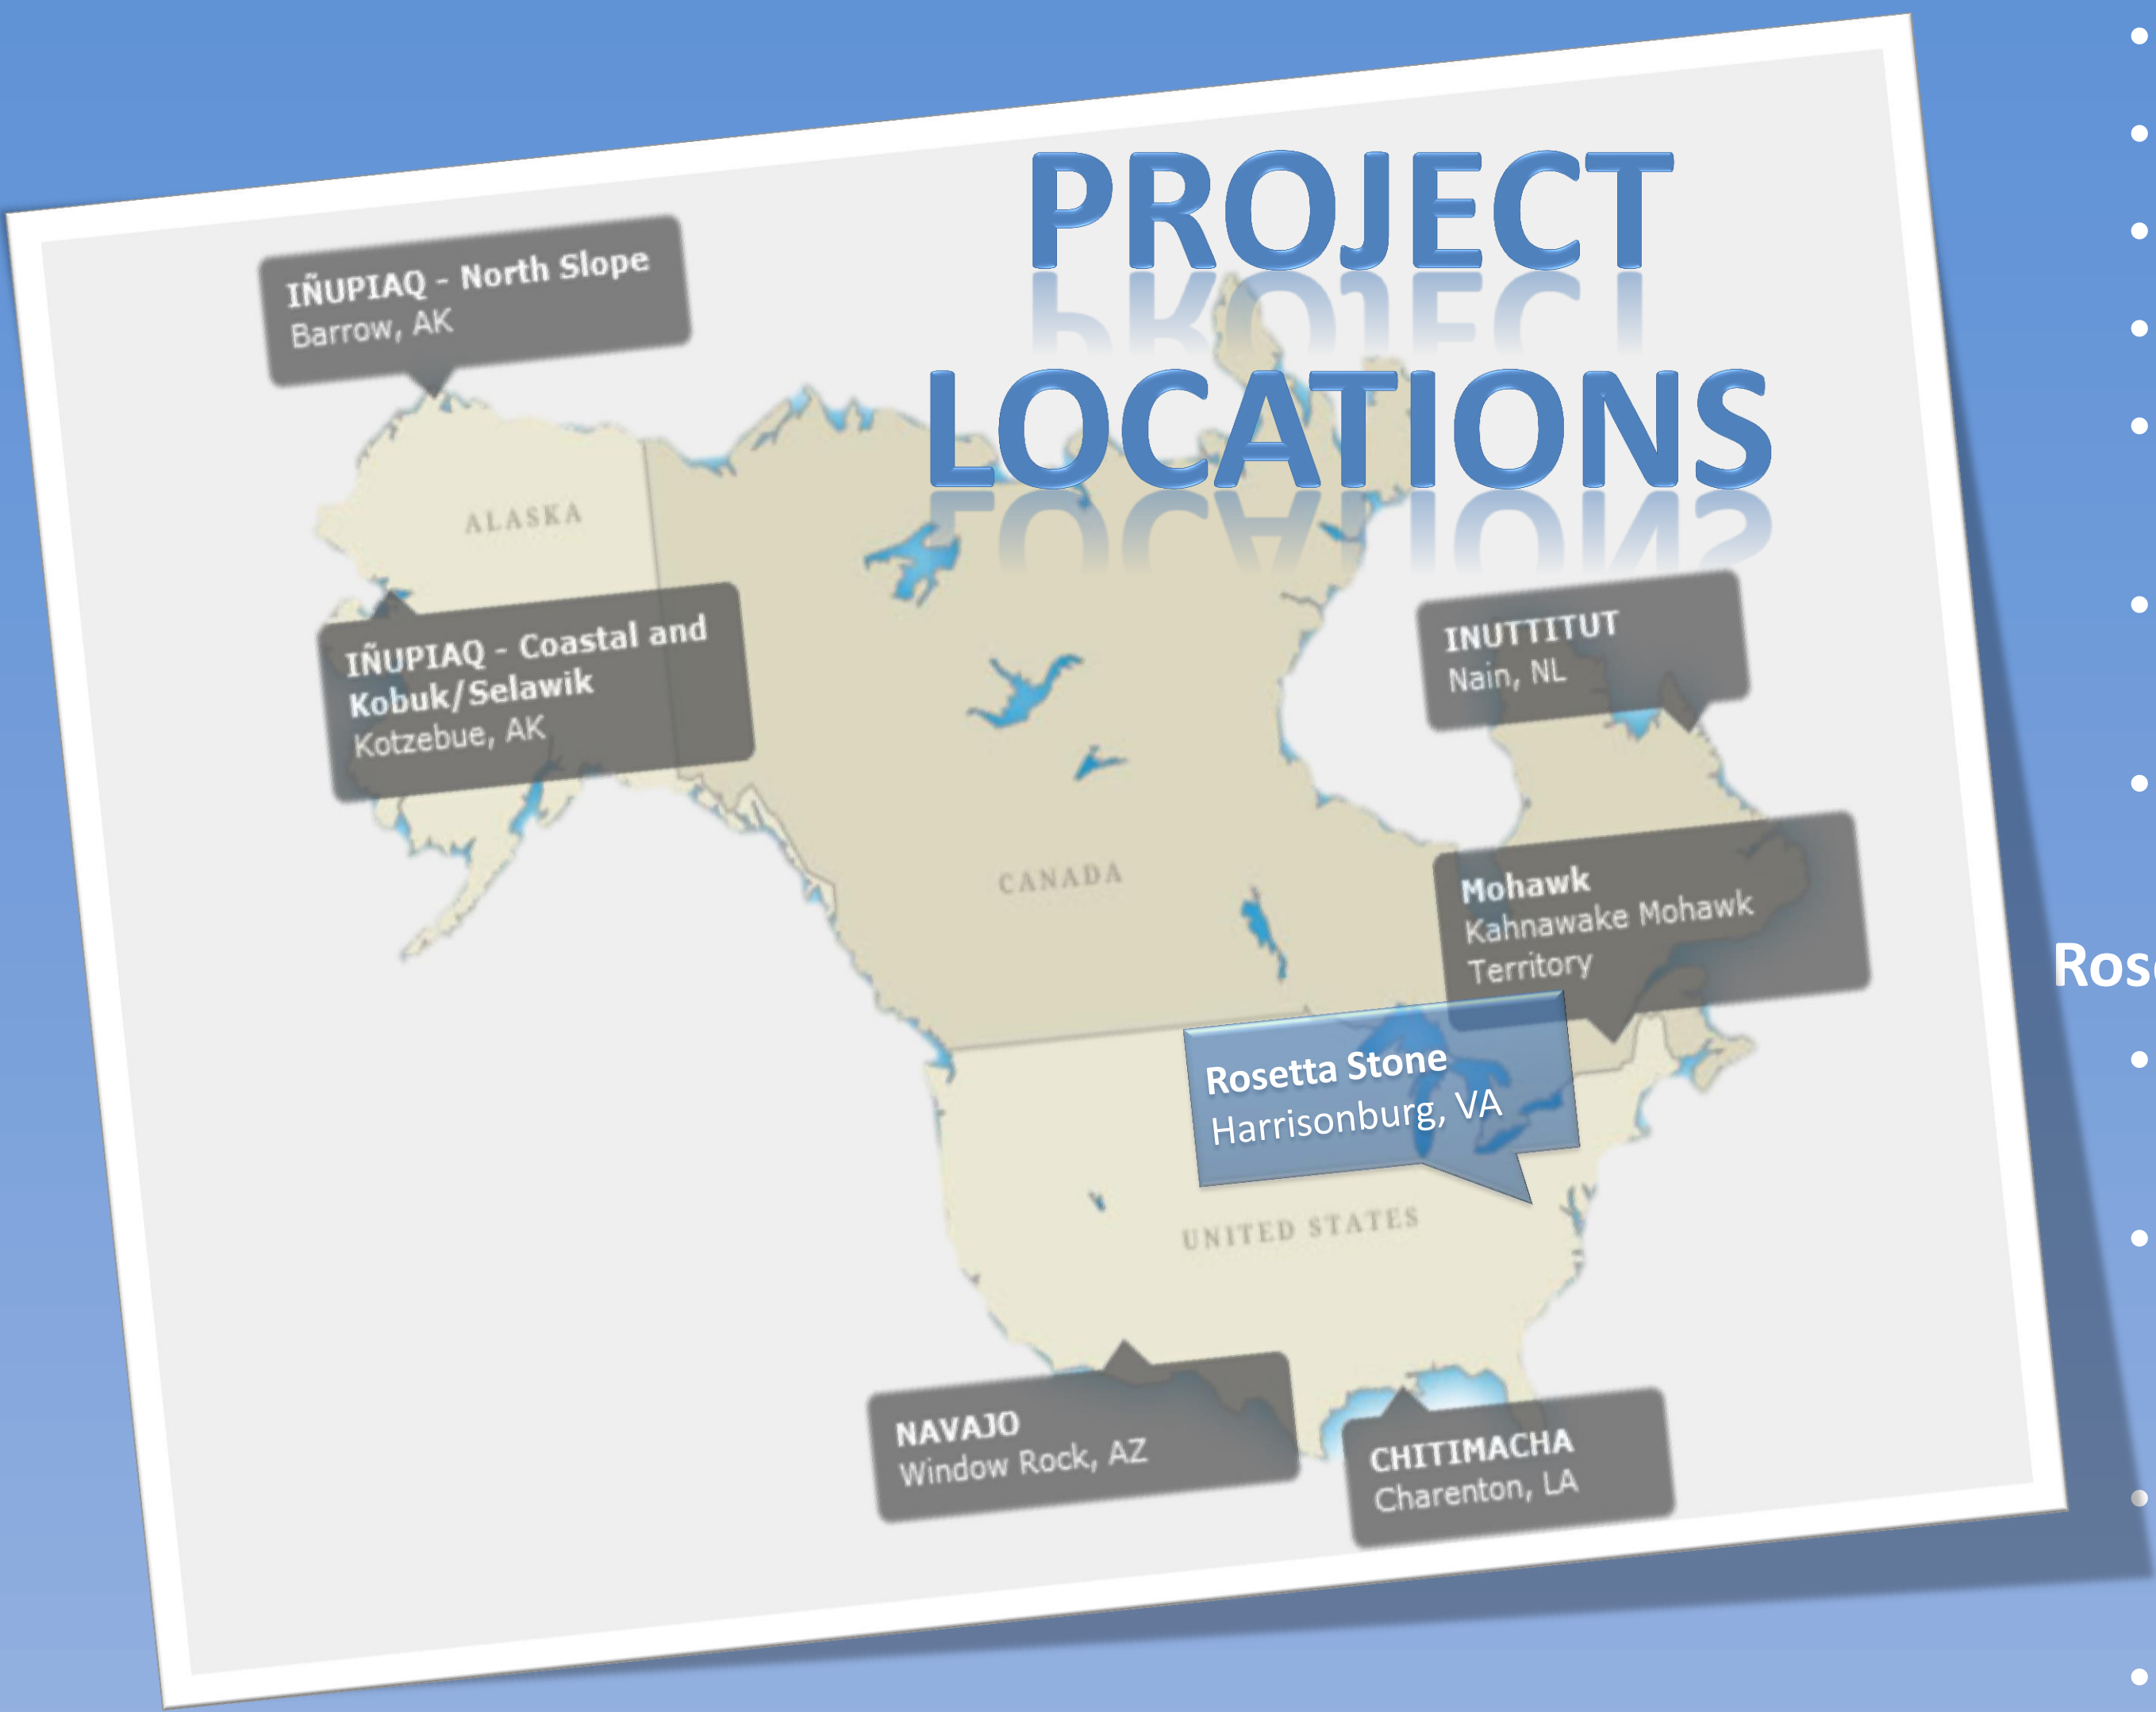 PROJECT
LOCATIONS
IÑUPIAQ - North Slope
Barrow, AK
ALASKA
IÑUPIAQ - Coastal and
Kobuk/Selawik
Kotzebue, AK
INUTTITUT
Nain, NL
CANADA
Mohawk
Kahnawake Mohawk
Territory
Rosetta Stone
Harrisonburg, VA
UNITED STATES
NAVAJO
Window Rock, AZ
CHITIMACHA
Charenton, LA
•
•
•
•
•
•
•
•
•
•
•